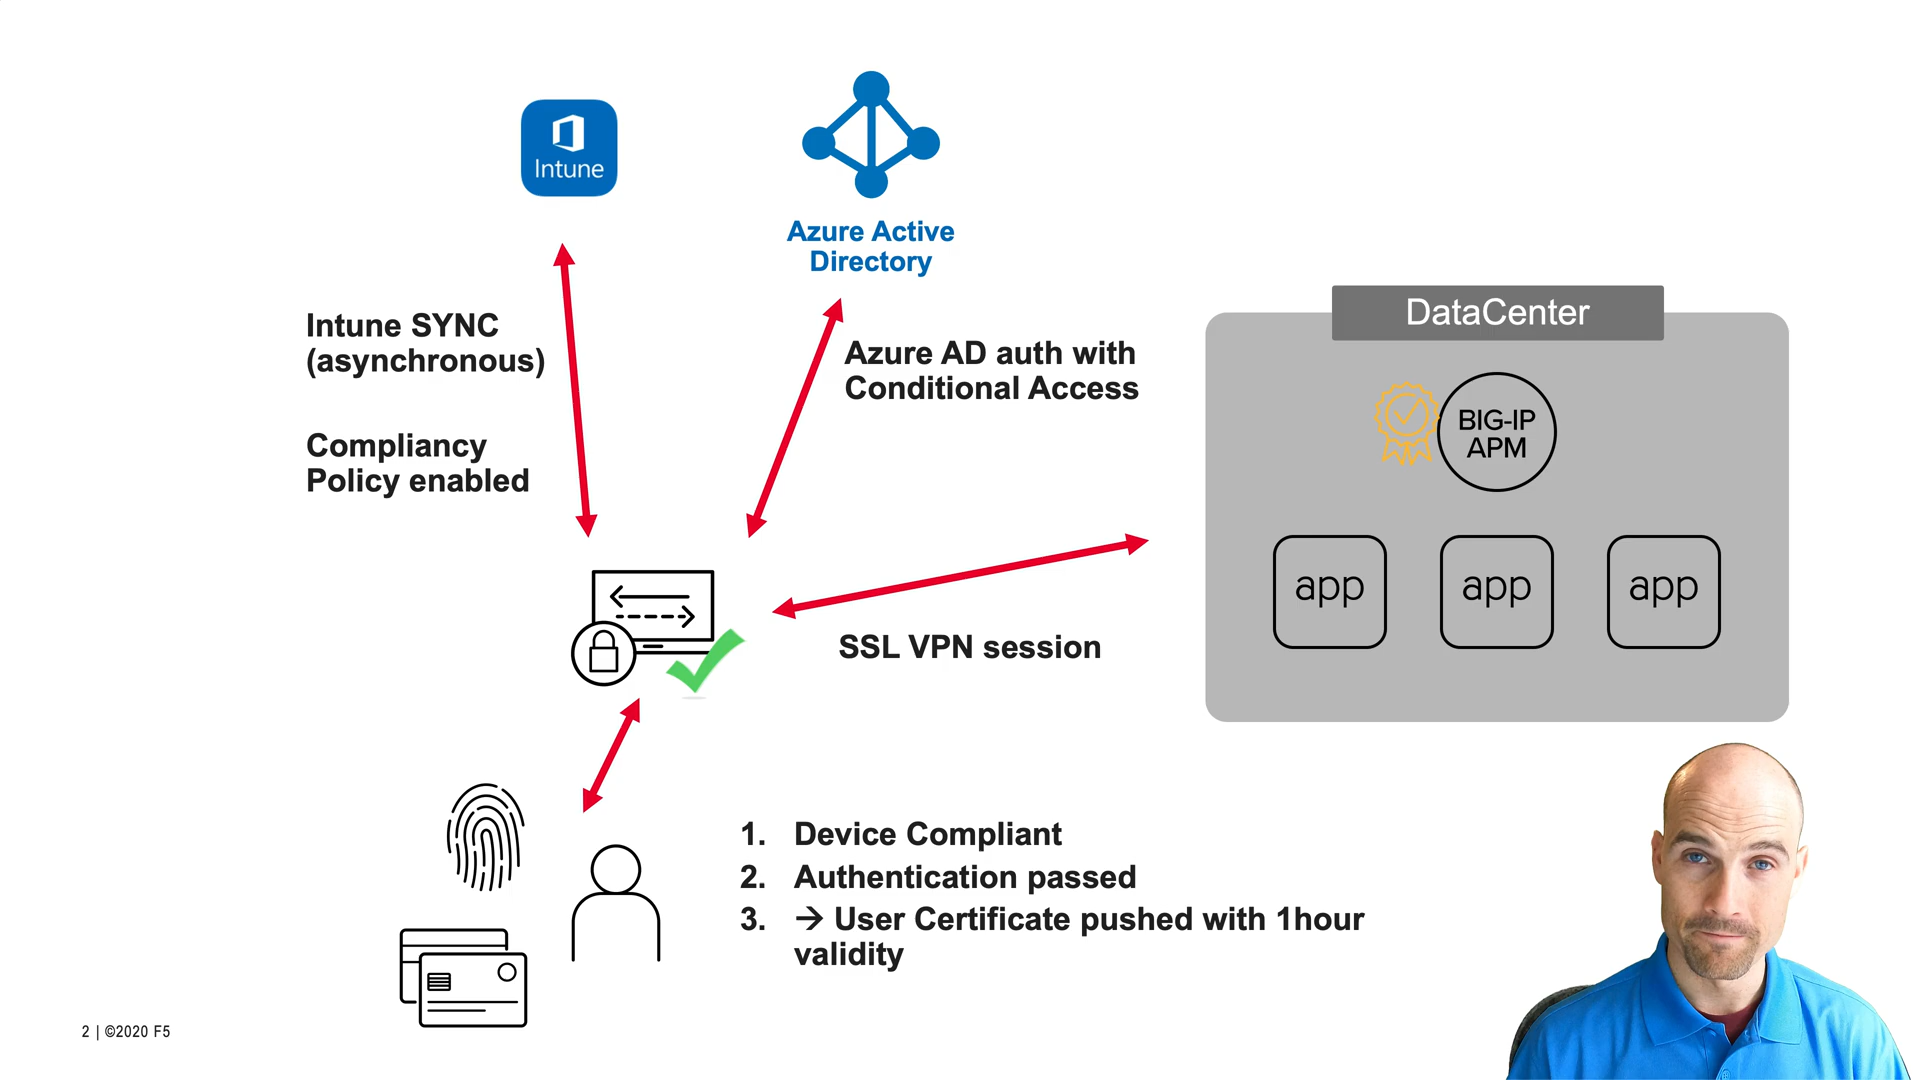 Intune
Azure Active
Directory
Intune SYNC
(asynchronous)
Compliancy
Policy enabled
Azure AD auth with
Conditional Access
DataCenter
BIG-IP
APM
app
app
app
SSL VPN session
1. Device Compliant
2. Authentication passed
3. → User Certificate pushed with 1hour
validity
2 | ©2020 F5